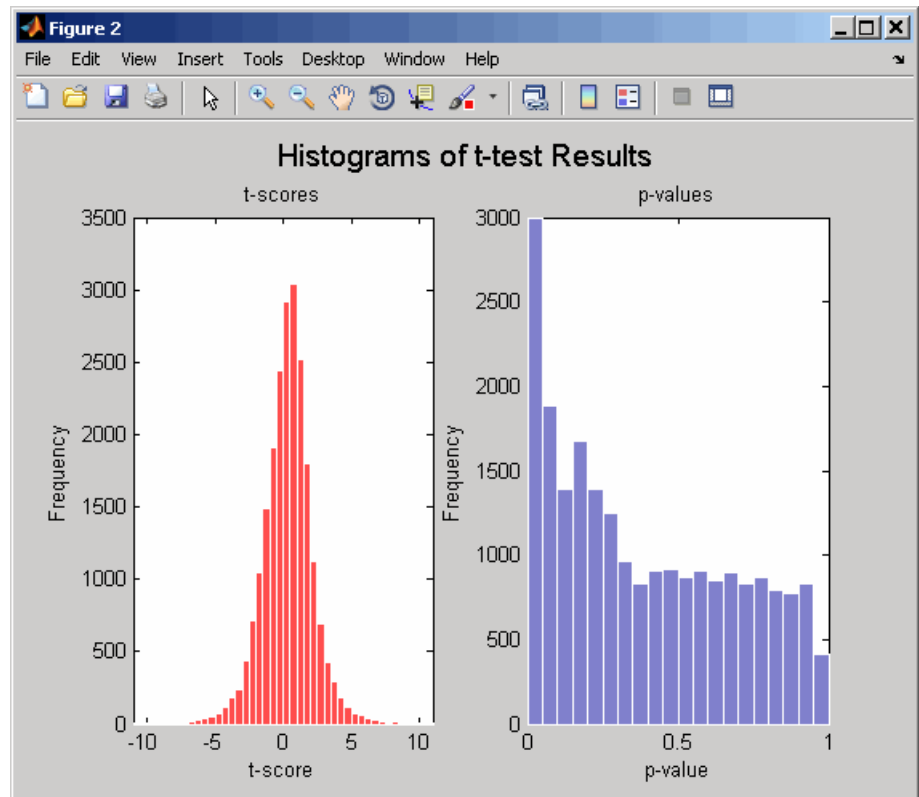 Figure 2
File Edit View Insert Tools Desktop Window Help
Histograms of t-test Results
t-scores
3500
3000
2500
2000
1500
1000
500
0
Frequency
-10 -5 0 5 10
t-score
p-values
3000
2500
2000
1500
1000
500
0
Frequency
0 0.5 1
p-value